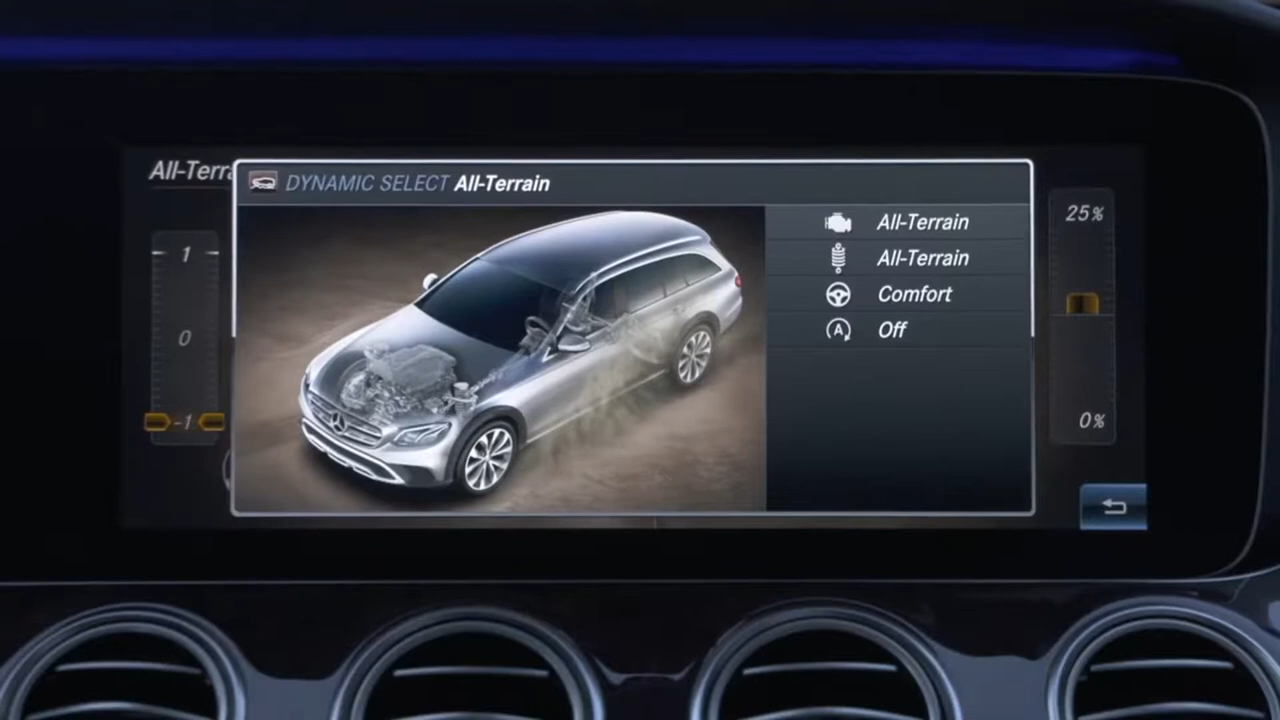 All-Terra
DYNAMIC SELECT All-Terrain
All-Terrain
All-Terrain
Comfort
A Off
1
0
-1
25%
0%